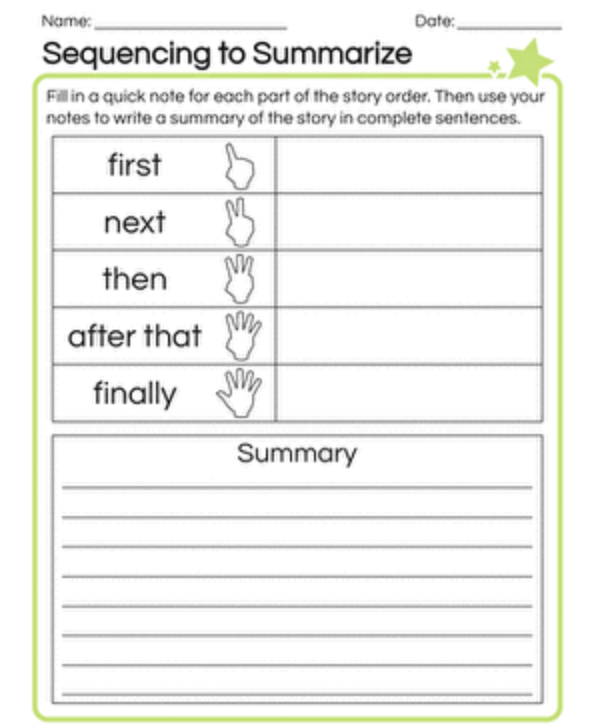 Name: ____________________ Date: ____________
Sequencing to Summarize
Fill in a quick note for each part of the story order. Then use your
notes to write a summary of the story in complete sentences.
first
next
then
after that
finally
Summary